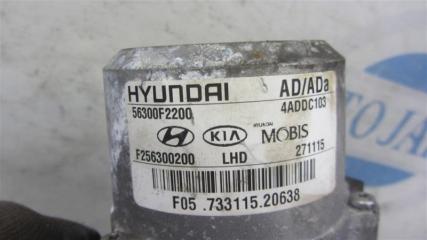 HYUNDAI AD/ADa
56300F2200 4ADDC103
KIA HYUNDAI MOBIS
F256300200 LHD 271115
F05 .733115.20638